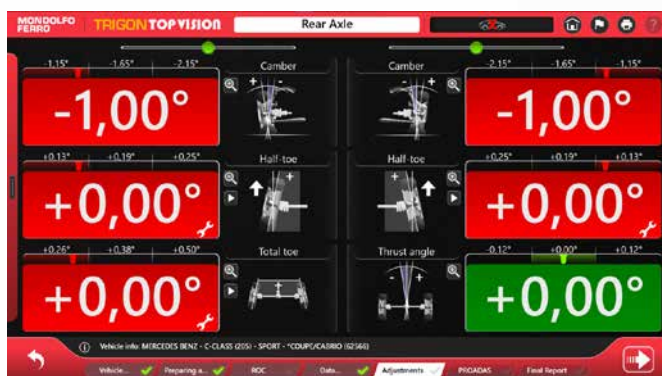 MONDOLFO FERRO
TRIGON TOP VISION
Rear Axle
?
-1,15° -1,65° -2,15°
Camber
Camber
-2,15° -1,65° -1,15°
-1,00°
-1,00°
+0,13° +0,19° +0,25°
Half-toe
Half-toe
+0,25° +0,19° +0,13°
+0,00°
+0,00°
+0,26° +0,38° +0,50°
Total toe
Thrust angle
-0,12° +0,00° +0,12°
+0,00°
+0,00°
Vehicle info: MERCEDES BENZ - C-CLASS (205) - SPORT - *COUPE/CABRIO (62566)
Vehicle... Preparing a... ROC Data... Adjustments PROADAS Final Report